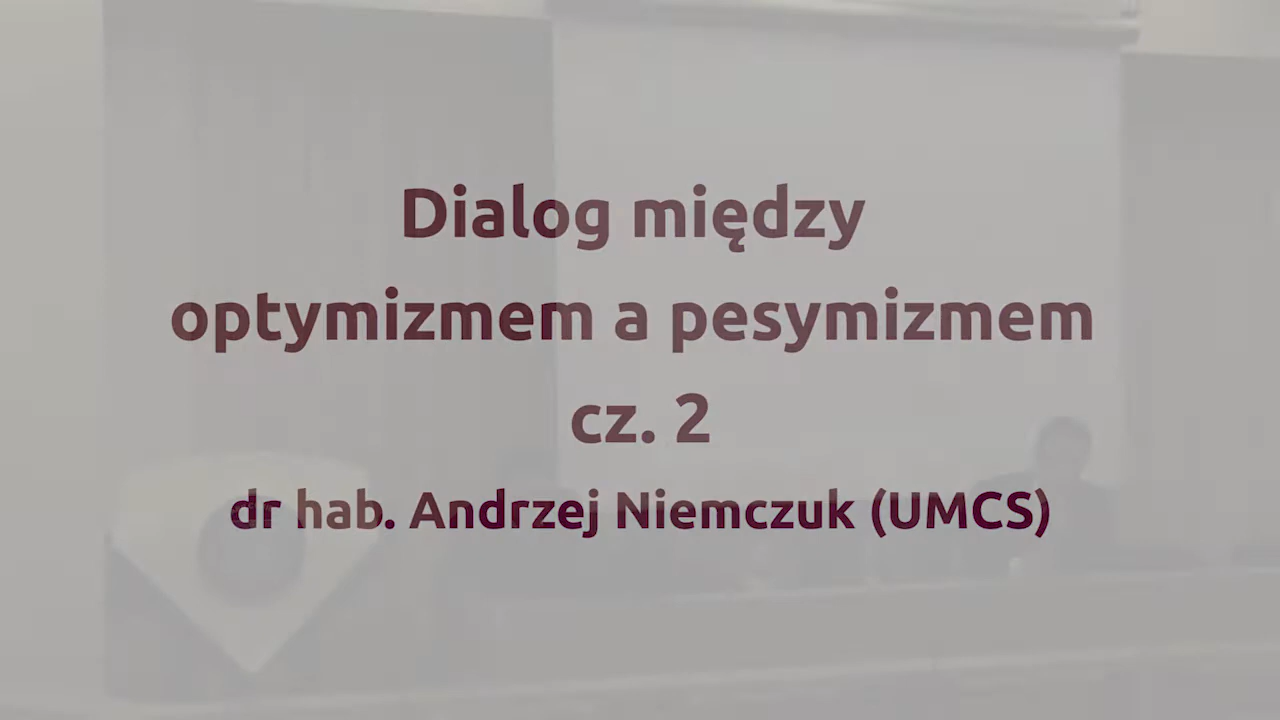 Dialog między
optymizmem a pesymizmem
cz. 2
dr hab. Andrzej Niemczuk (UMCS)